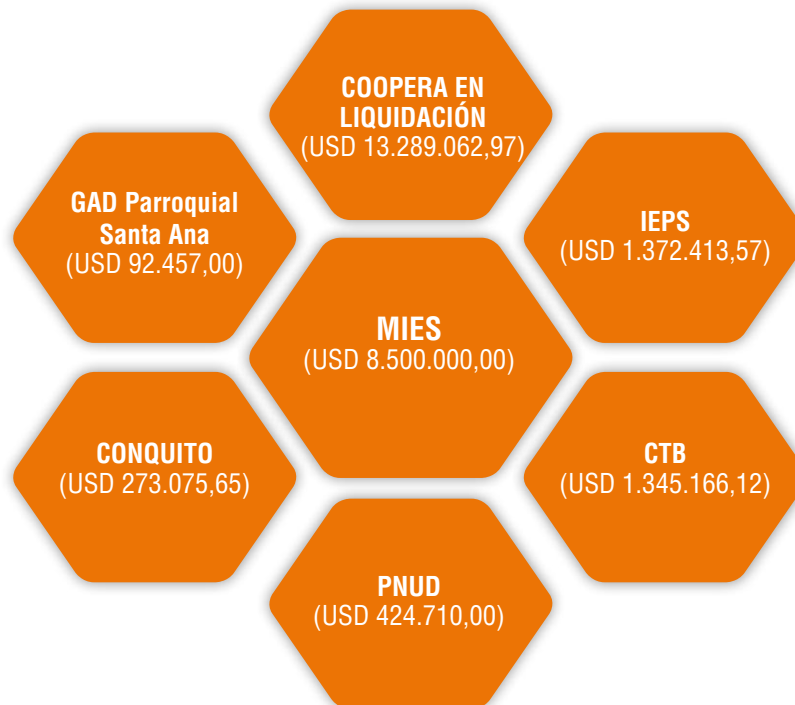 COOPERA EN
LIQUIDACIÓN
(USD 13.289.062,97)
GAD Parroquial
Santa Ana
(USD 92.457,00)
IEPS
(USD 1.372.413,57)
MIES
(USD 8.500.000,00)
CONQUITO
(USD 273.075,65)
CTB
(USD 1.345.166,12)
PNUD
(USD 424.710,00)